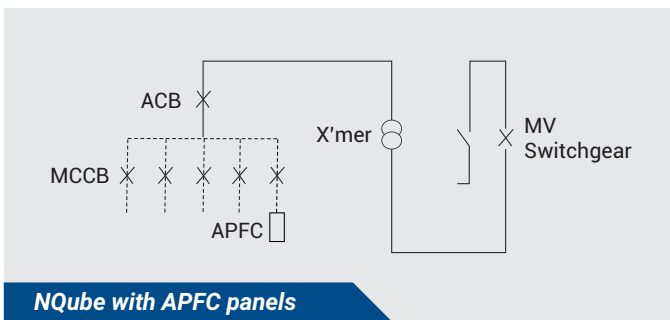 ACB
X'mer
MV
Switchgear
MCCB
APFC
NQube with APFC panels